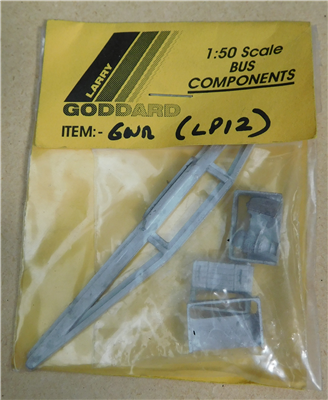 LARRY
GODDARD
1:50 Scale
BUS
COMPONENTS
ITEM:- GNR (LP12)